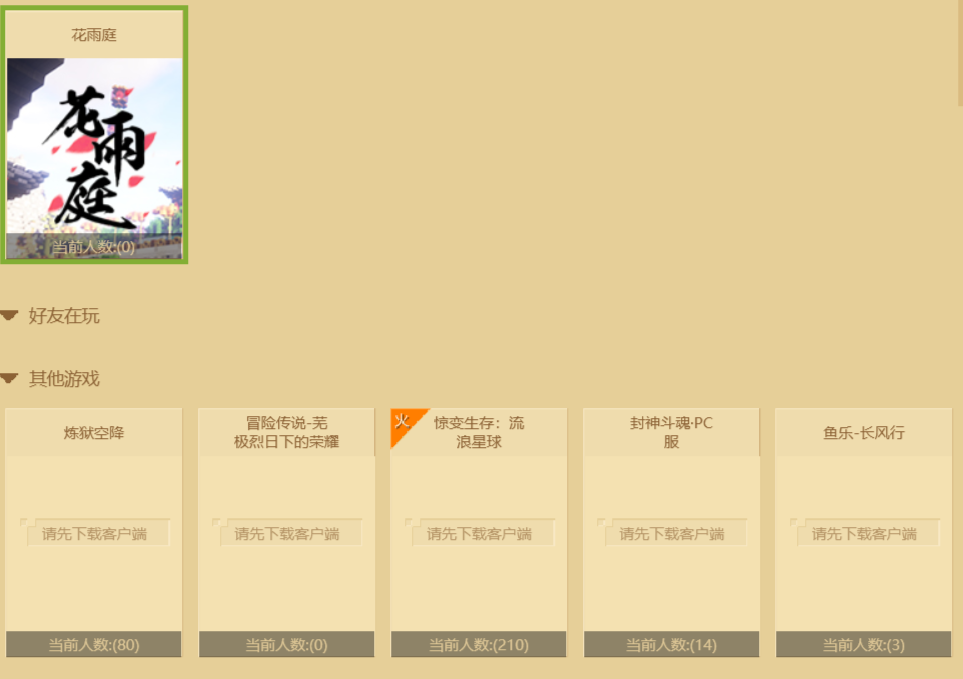 花雨庭
花
雨
庭
当前人数:(0)
好友在玩
其他游戏
炼狱空降
冒险传说-芜
极烈日下的荣耀
火
惊变生存：流
浪星球
封神斗魂·PC
服
鱼乐-长风行
请先下载客户端
请先下载客户端
请先下载客户端
请先下载客户端
请先下载客户端
当前人数:(80)
当前人数:(0)
当前人数:(210)
当前人数:(14)
当前人数:(3)